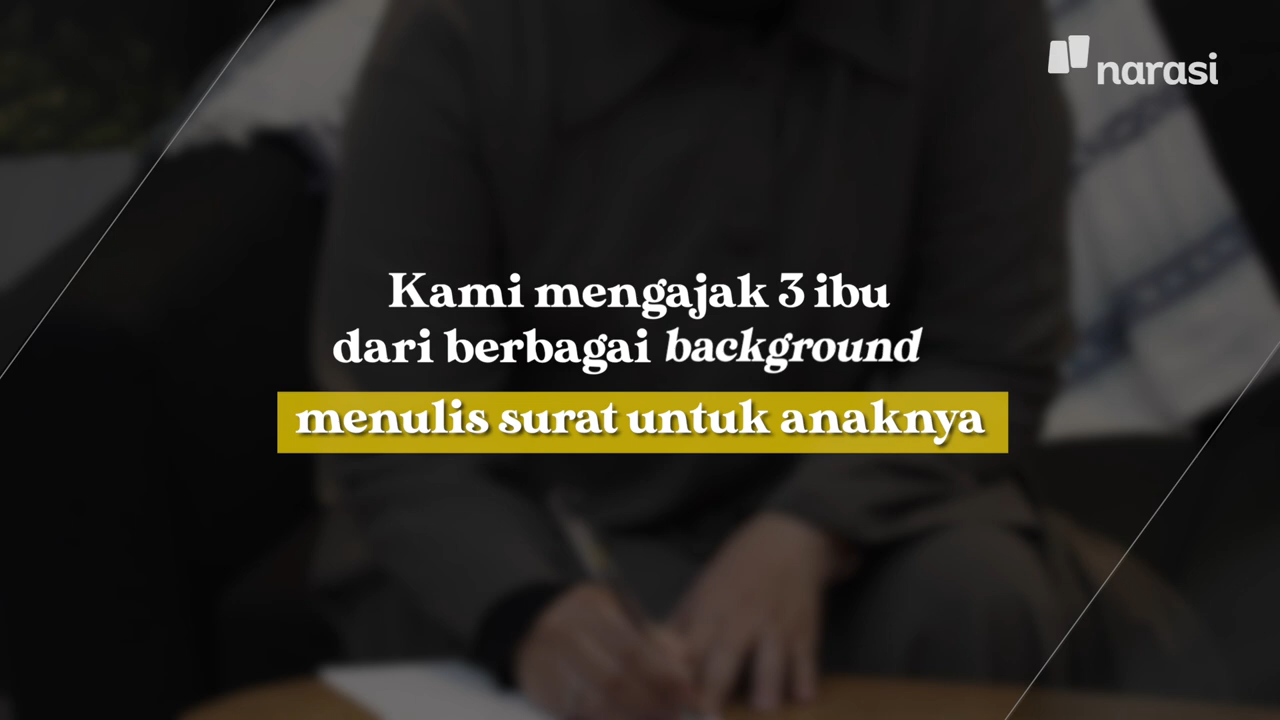 narasi
Kami mengajak 3 ibu
dari berbagai background
menulis surat untuk anaknya